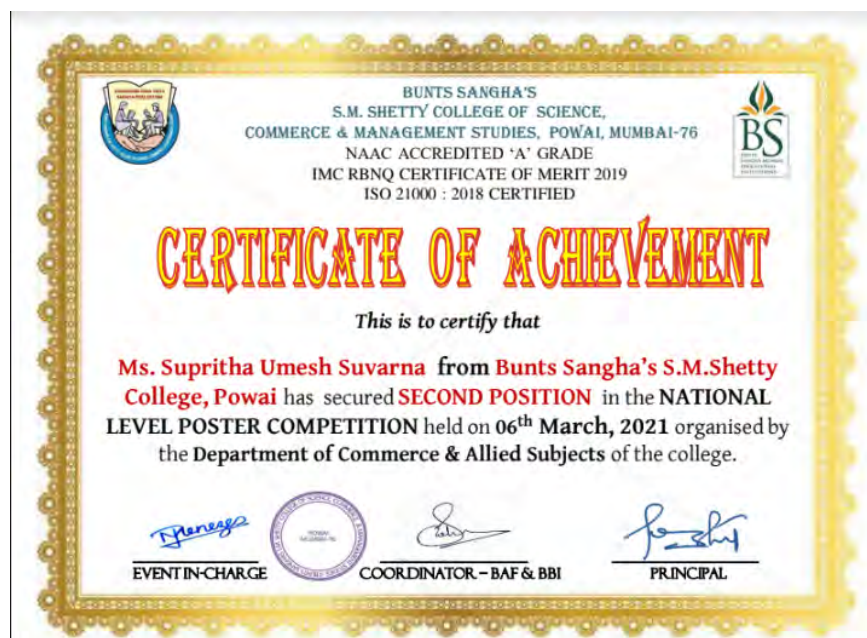 BUNTS SANGHA'S
S.M. SHETTY COLLEGE OF SCIENCE,
COMMERCE & MANAGEMENT STUDIES, POWAI, MUMBAI-76
NAAC ACCREDITED 'A' GRADE
IMC RBNQ CERTIFICATE OF MERIT 2019
ISO 21000 : 2018 CERTIFIED
BS
CERTIFICATE OF ACHIEVEMENT
This is to certify that
Ms. Supritha Umesh Suvarna from Bunts Sangha's S.M.Shetty
College, Powai has secured SECOND POSITION in the NATIONAL
LEVEL POSTER COMPETITION held on 06th March, 2021 organised by
the Department of Commerce & Allied Subjects of the college.
EVENT IN-CHARGE
COORDINATOR – BAF & BBI
PRINCIPAL